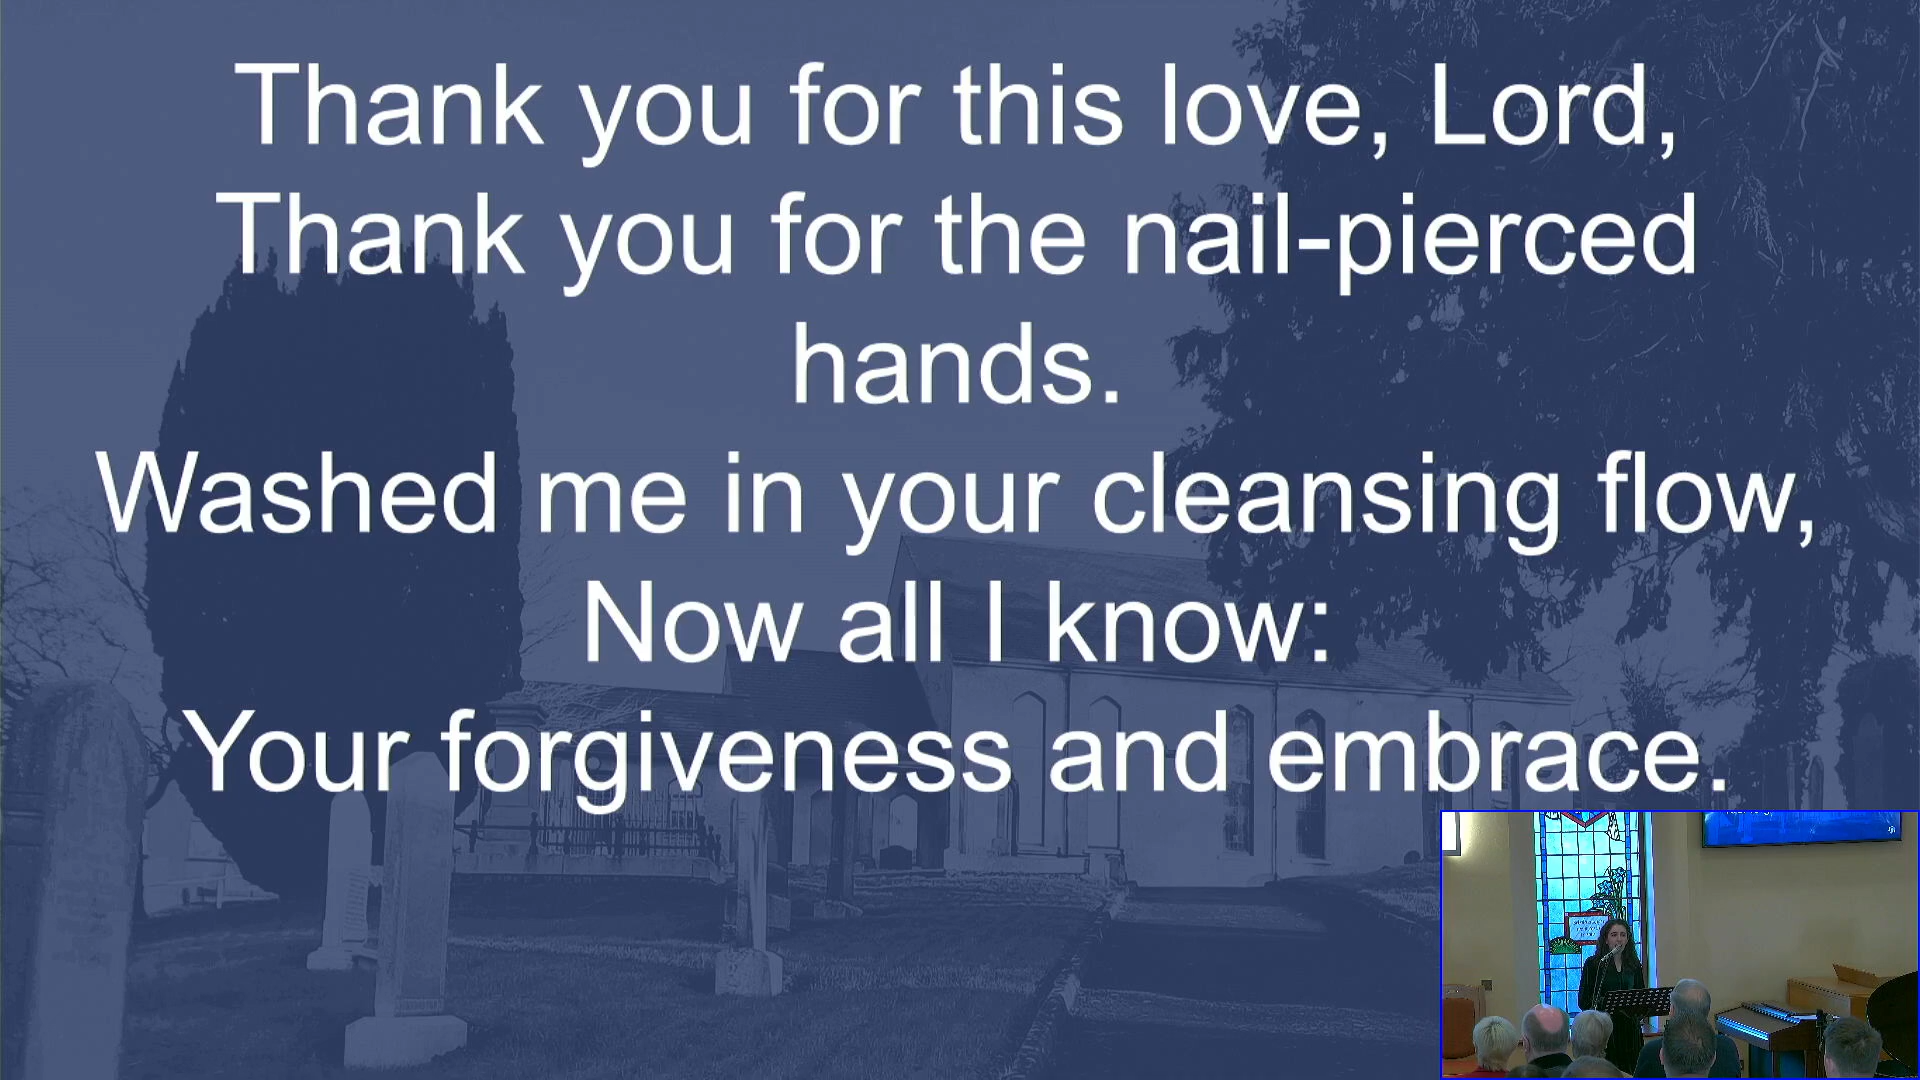 Thank you for this love, Lord,
Thank you for the nail-pierced
hands.
Washed me in your cleansing flow,
Now all I know:
Your forgiveness and embrace.